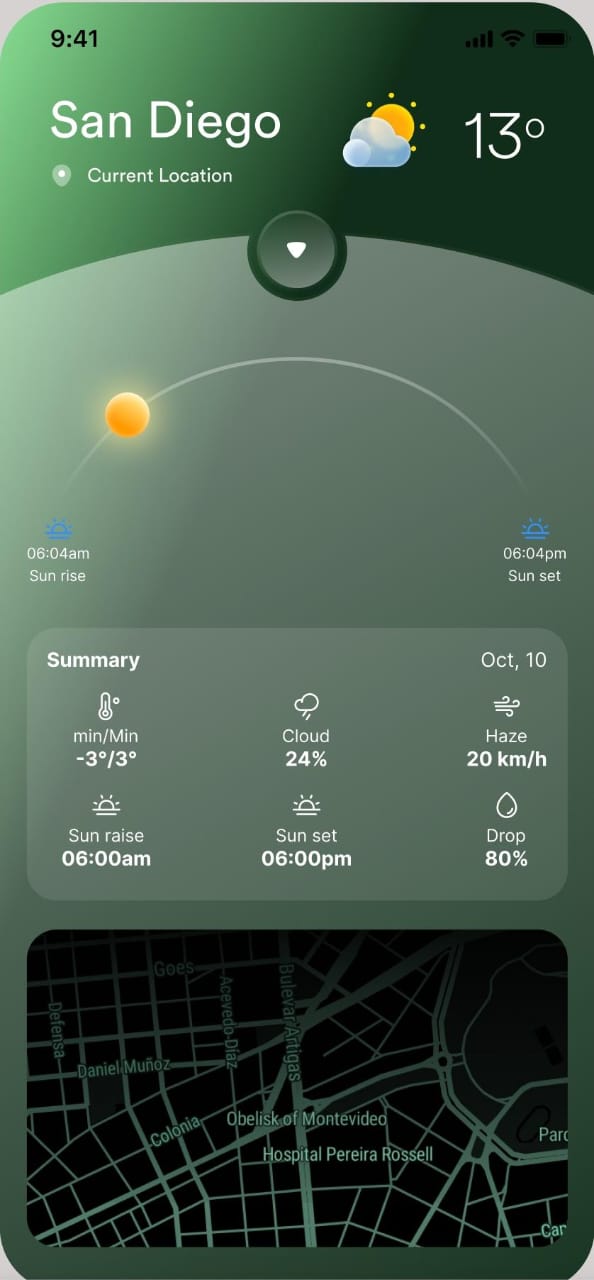 9:41
San Diego
13°
Current Location
06:04am
Sun rise
06:04pm
Sun set
Summary
Oct, 10
min/Min
-3°/3°
Cloud
24%
Haze
20 km/h
Sun raise
06:00am
Sun set
06:00pm
Drop
80%
Goes
Defensa
Acevedo Díaz
Bulevar Artigas
Daniel Muñoz
Colonia
Obelisk of Montevideo
Hospital Pereira Rossell
Parc
Can